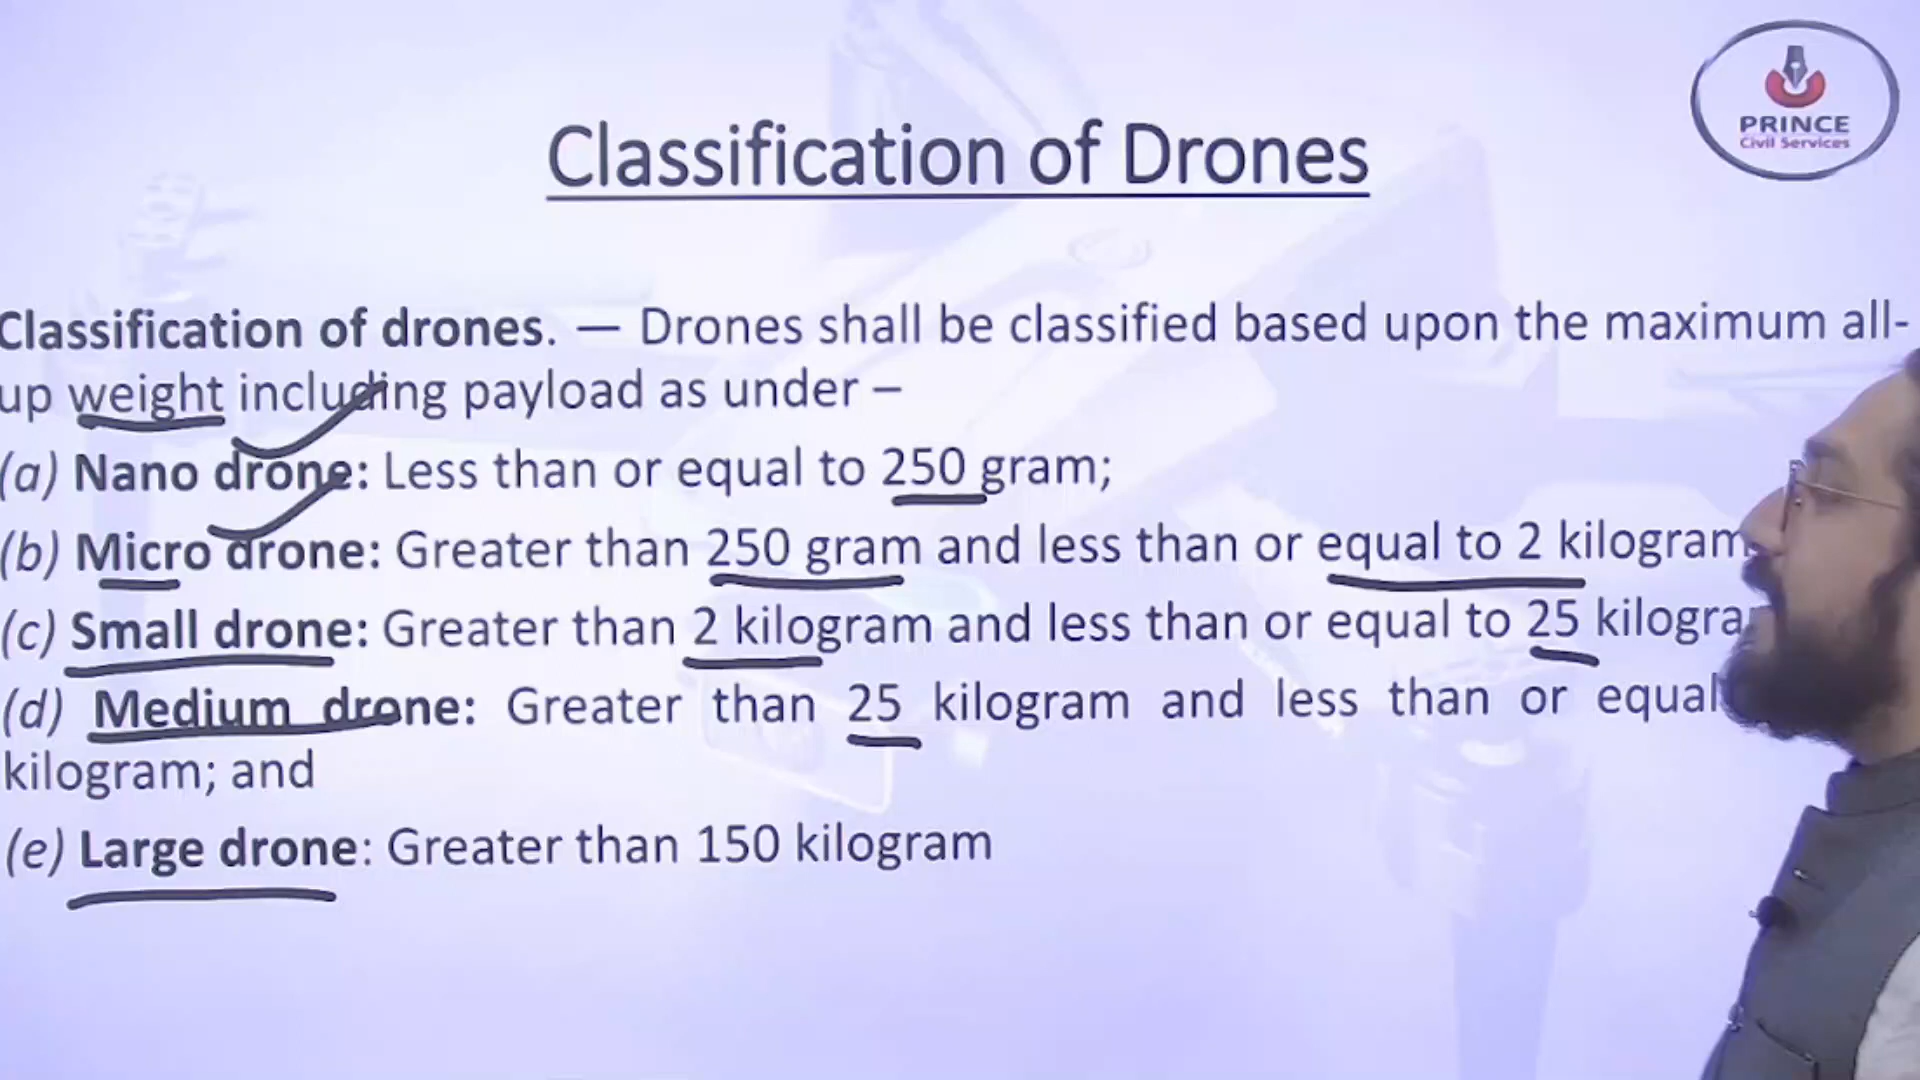 PRINCE
Civil Services
Classification of Drones
Classification of drones. — Drones shall be classified based upon the maximum all-
up weight including payload as under –
(a) Nano drone: Less than or equal to 250 gram;
(b) Micro drone: Greater than 250 gram and less than or equal to 2 kilogram
(c) Small drone: Greater than 2 kilogram and less than or equal to 25
(d) Medium drone: Greater than 25 kilogram and less than or equal
kilogram; and
(e) Large drone: Greater than 150 kilogram